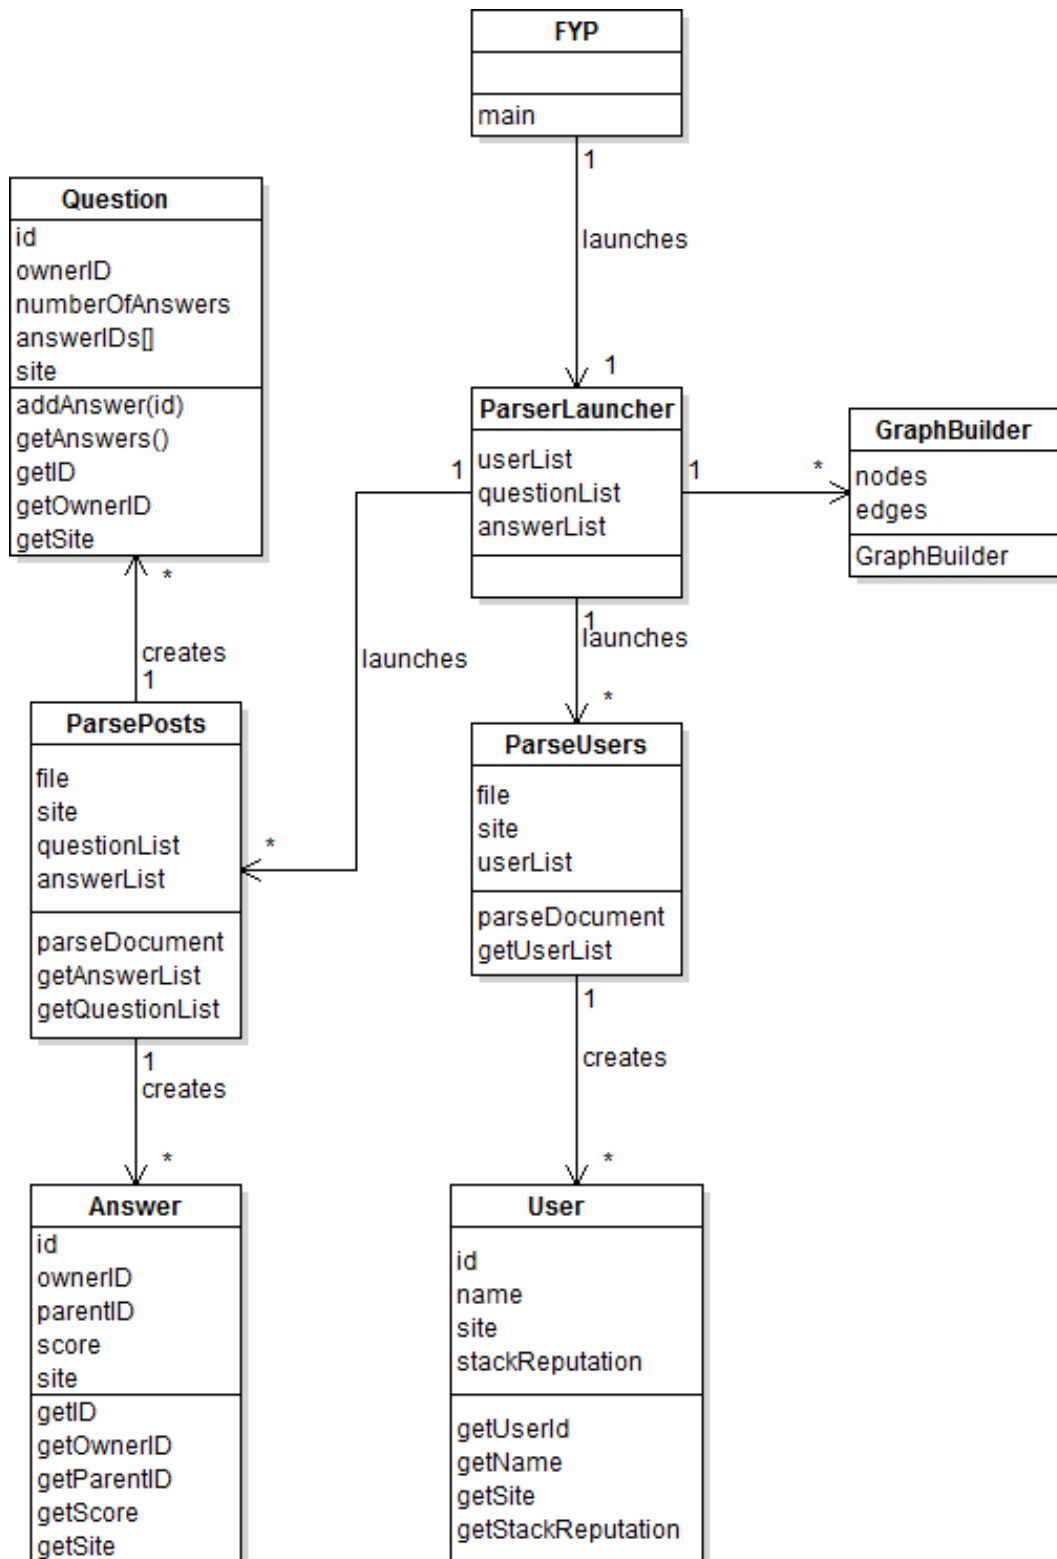 FYP
main
1
launches
1
Question
id
ownerID
numberOfAnswers
answerIDs[]
site
addAnswer(id)
getAnswers()
getID
getOwnerID
getSite
*
creates
1
ParserLauncher
userList
questionList
answerList
1
1
*
GraphBuilder
nodes
edges
GraphBuilder
launches
1
launches
*
*
ParsePosts
file
site
questionList
answerList
parseDocument
getAnswerList
getQuestionList
ParseUsers
file
site
userList
parseDocument
getUserList
1
creates
*
1
creates
*
Answer
id
ownerID
parentID
score
site
getID
getOwnerID
getParentID
getScore
getSite
User
id
name
site
stackReputation
getUserId
getName
getSite
getStackReputation